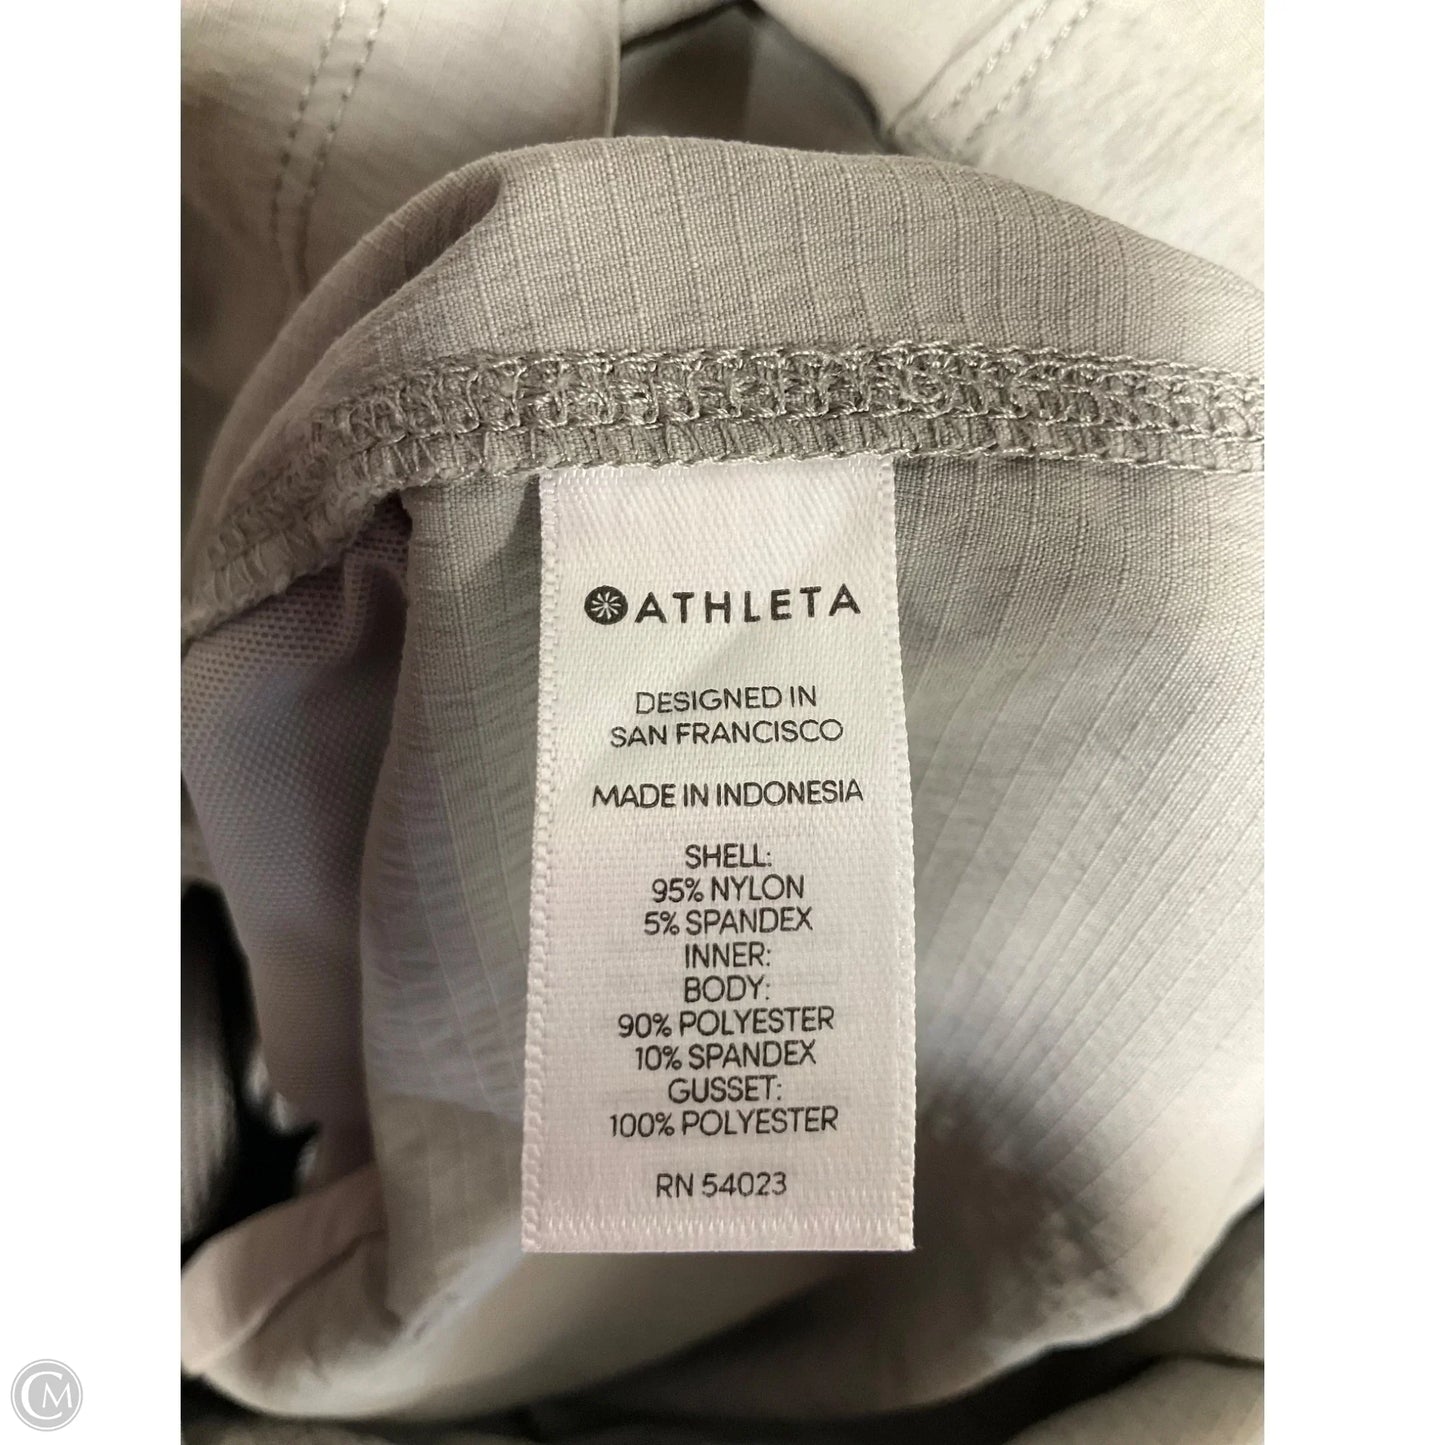 ATHLETA
DESIGNED IN
SAN FRANCISCO
MADE IN INDONESIA
SHELL:
95% NYLON
5% SPANDEX
INNER:
BODY:
90% POLYESTER
10% SPANDEX
GUSSET:
100% POLYESTER
RN 54023
CM